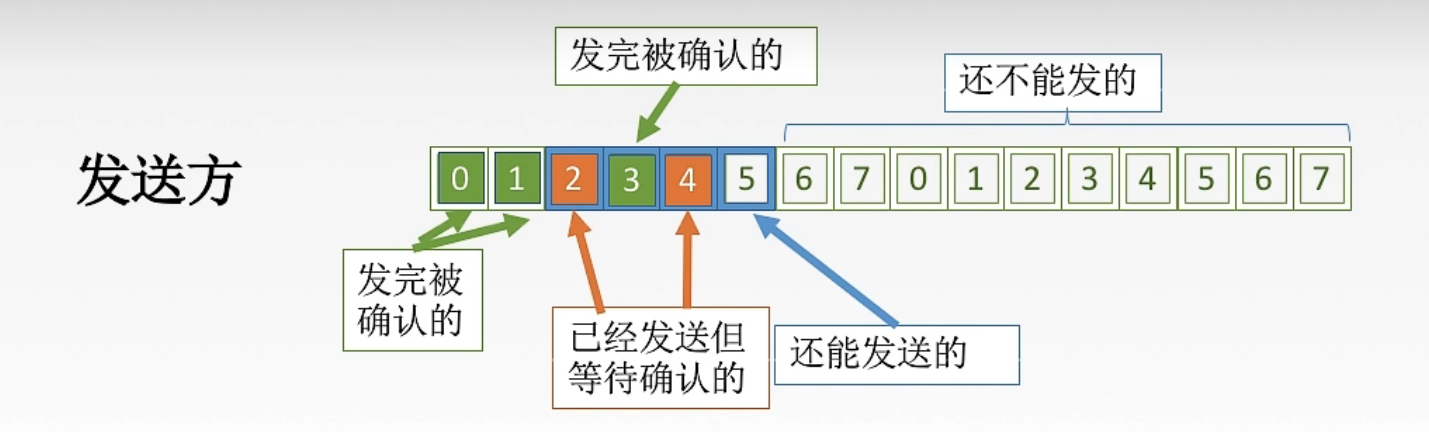 发完被确认的
还不能发的
发送方
0 1 2 3 4 5 6 7 0 1 2 3 4 5 6 7
发完被
确认的
已经发送但
等待确认的
还能发送的